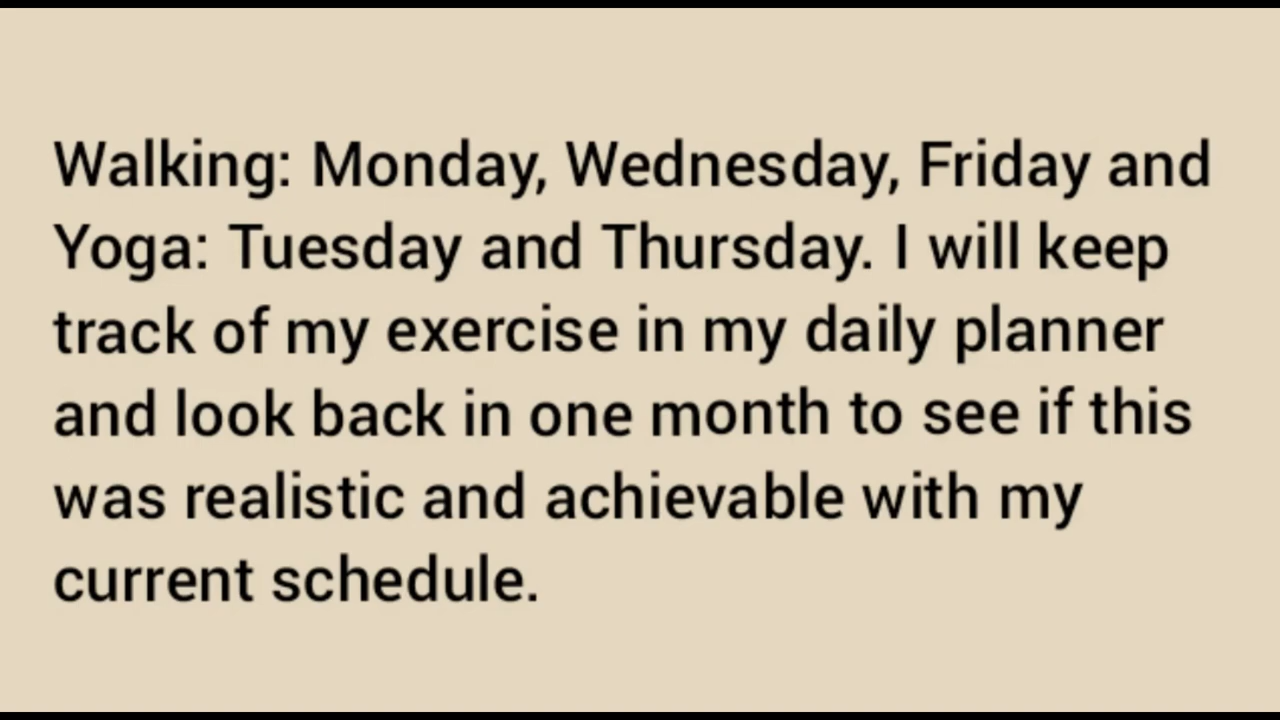 Walking: Monday, Wednesday, Friday and
Yoga: Tuesday and Thursday. I will keep
track of my exercise in my daily planner
and look back in one month to see if this
was realistic and achievable with my
current schedule.